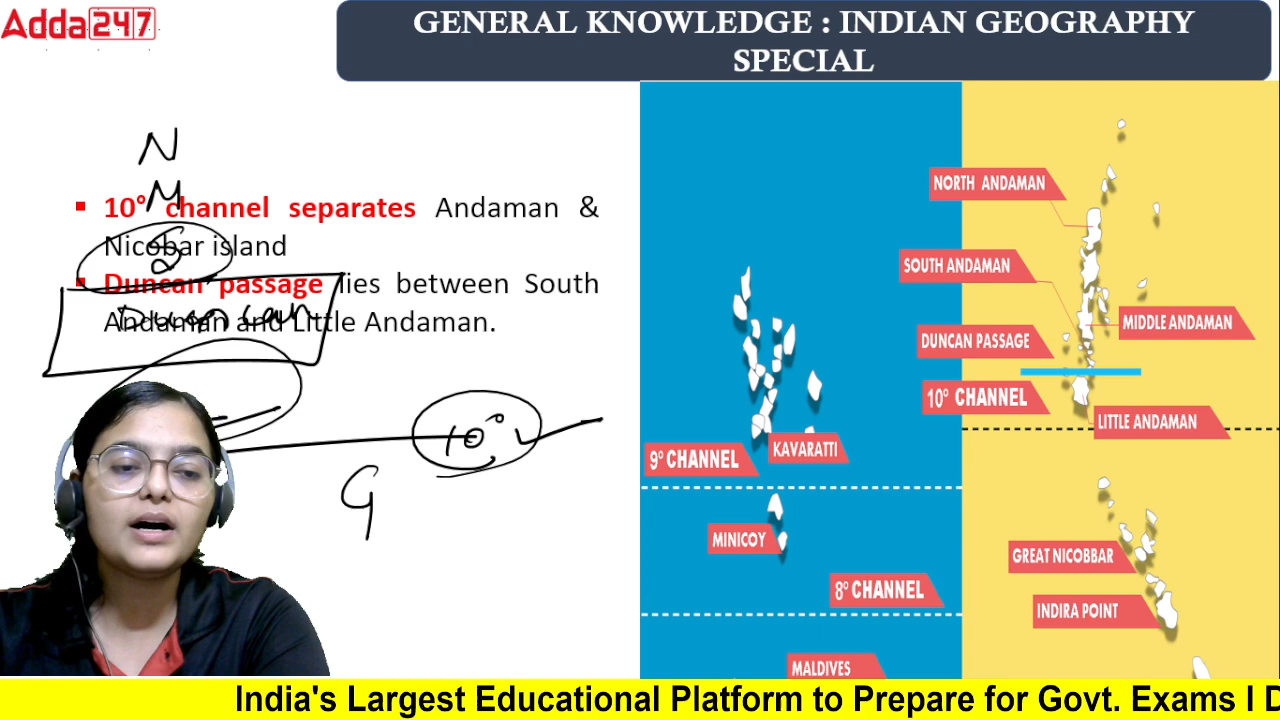 Adda247
GENERAL KNOWLEDGE : INDIAN GEOGRAPHY
SPECIAL
N
M
S
▪ 10° channel separates Andaman &
Nicobar island
▪ Duncan passage lies between South
Andaman and Little Andaman.
Duncan
10°
G
NORTH ANDAMAN
SOUTH ANDAMAN
MIDDLE ANDAMAN
DUNCAN PASSAGE
10° CHANNEL
LITTLE ANDAMAN
KAVARATTI
9° CHANNEL
MINICOY
GREAT NICOBBAR
8° CHANNEL
INDIRA POINT
MALDIVES
India's Largest Educational Platform to Prepare for Govt. Exams I D